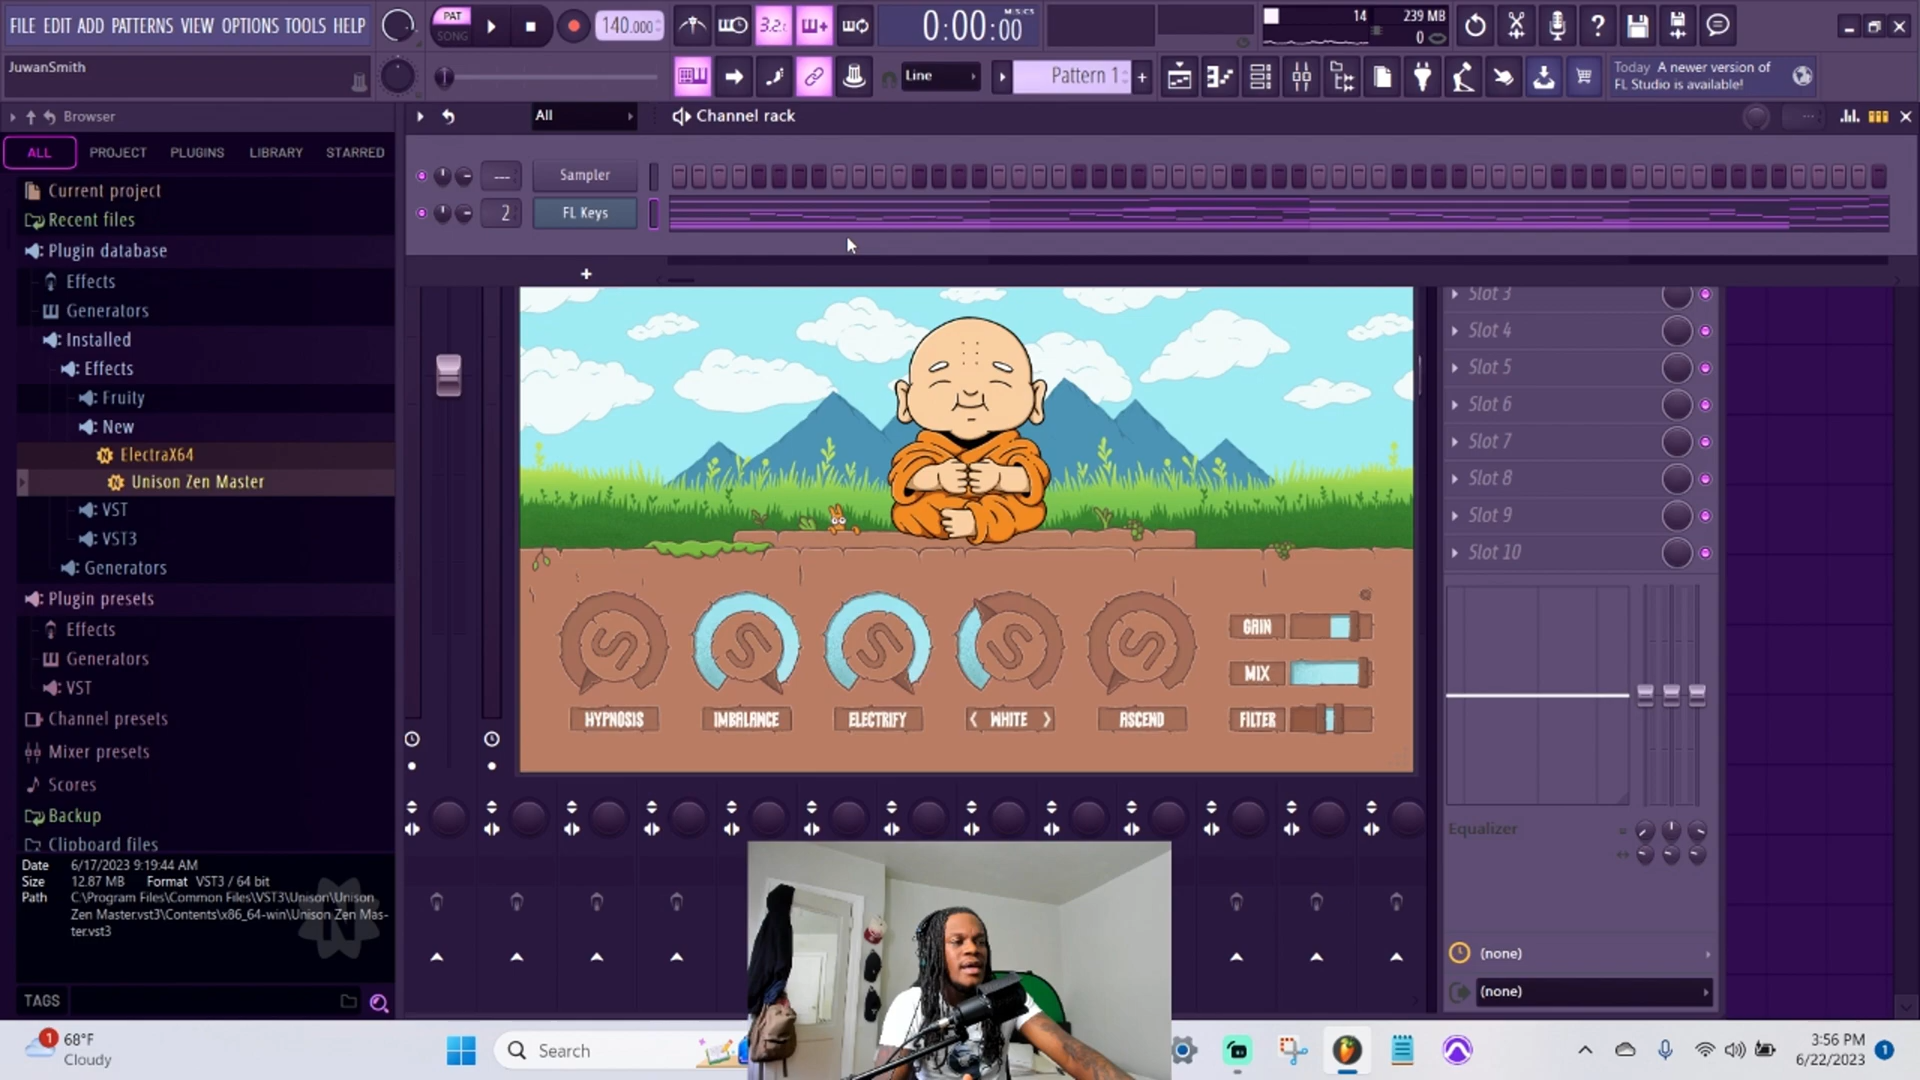 FILE EDIT ADD PATTERNS VIEW OPTIONS TOOLS HELP
PAT
SONG
140.000
3.2.
0:00:00
M:S:CS
14
239 MB
0
JuwanSmith
Line
Pattern 1
Today A newer version of
FL Studio is available!
Browser
All
Channel rack
ALL PROJECT PLUGINS LIBRARY STARRED
Current project
Recent files
Plugin database
Effects
Generators
Installed
Effects
Fruity
New
ElectraX64
Unison Zen Master
VST
VST3
Generators
Plugin presets
Effects
Generators
VST
Channel presets
Mixer presets
Scores
Backup
Clipboard files
--- Sampler
2 FL Keys
+
Slot 3
Slot 4
Slot 5
Slot 6
Slot 7
Slot 8
Slot 9
Slot 10
HYPNOSIS
IMBALANCE
ELECTRIFY
< WHITE >
ASCEND
GAIN
MIX
FILTER
Equalizer
(none)
(none)
Date 6/17/2023 9:19:44 AM
Size 12.87 MB Format VST3 / 64 bit
Path C:\Program Files\Common Files\VST3\Unison\Unison
Zen Master.vst3\Contents\x86_64-win\Unison Zen Mas-
ter.vst3
TAGS
1
68°F
Cloudy
Search
3:56 PM
6/22/2023
1